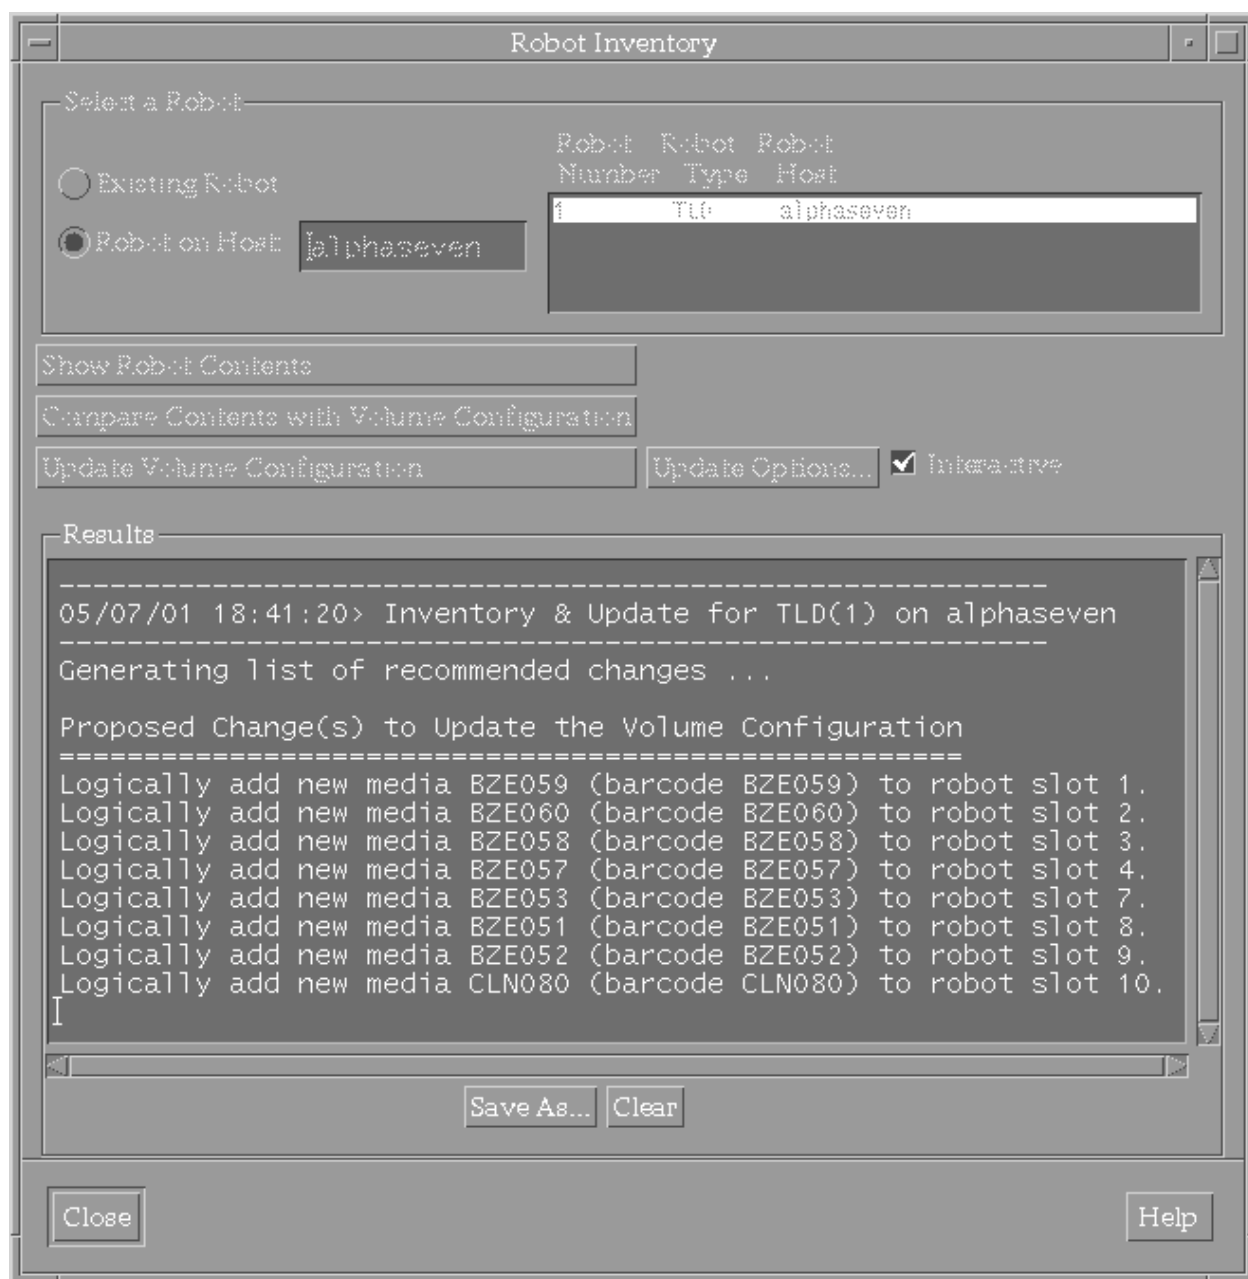 Robot Inventory
Select a Robot
Robot Robot Robot
Number Type Host
Existing Robot
1 TLD alphaseven
Robot on Host: alphaseven
Show Robot Contents
Compare Contents with Volume Configuration
Update Volume Configuration Update Options... Interactive
Results
---------------------------------------------------------
05/07/01 18:41:20> Inventory & Update for TLD(1) on alphaseven
---------------------------------------------------------
Generating list of recommended changes ...
Proposed Change(s) to Update the Volume Configuration
=====================================================
Logically add new media BZE059 (barcode BZE059) to robot slot 1.
Logically add new media BZE060 (barcode BZE060) to robot slot 2.
Logically add new media BZE058 (barcode BZE058) to robot slot 3.
Logically add new media BZE057 (barcode BZE057) to robot slot 4.
Logically add new media BZE053 (barcode BZE053) to robot slot 7.
Logically add new media BZE051 (barcode BZE051) to robot slot 8.
Logically add new media BZE052 (barcode BZE052) to robot slot 9.
Logically add new media CLN080 (barcode CLN080) to robot slot 10.
Save As... Clear
Close Help